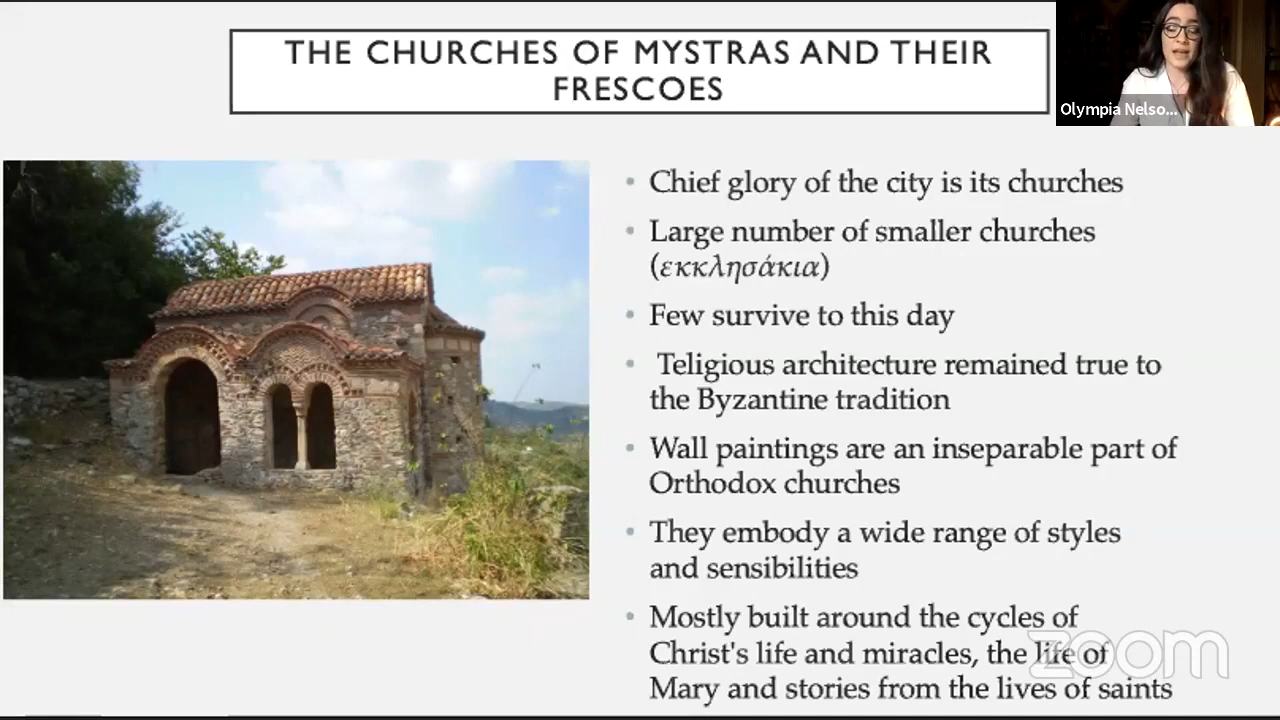 THE CHURCHES OF MYSTRAS AND THEIR
FRESCOES
Olympia Nelso...
• Chief glory of the city is its churches
• Large number of smaller churches
(εκκλησάκια)
• Few survive to this day
• Teligious architecture remained true to
the Byzantine tradition
• Wall paintings are an inseparable part of
Orthodox churches
• They embody a wide range of styles
and sensibilities
• Mostly built around the cycles of
Christ's life and miracles, the life of
Mary and stories from the lives of saints
zoom